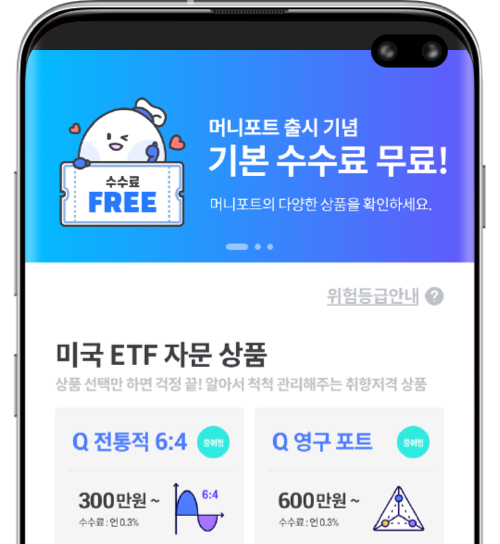 머니포트 출시 기념
기본 수수료 무료!
수수료
FREE
머니포트의 다양한 상품을 확인하세요.
위험등급안내 ?
미국 ETF 자문 상품
상품 선택만 하면 걱정 끝! 알아서 척척 관리해주는 취향저격 상품
Q 전통적 6:4 중위험
300만원 ~
6:4
수수료 : 연 0.3%
Q 영구 포트 중위험
600만원 ~
수수료 : 연 0.3%